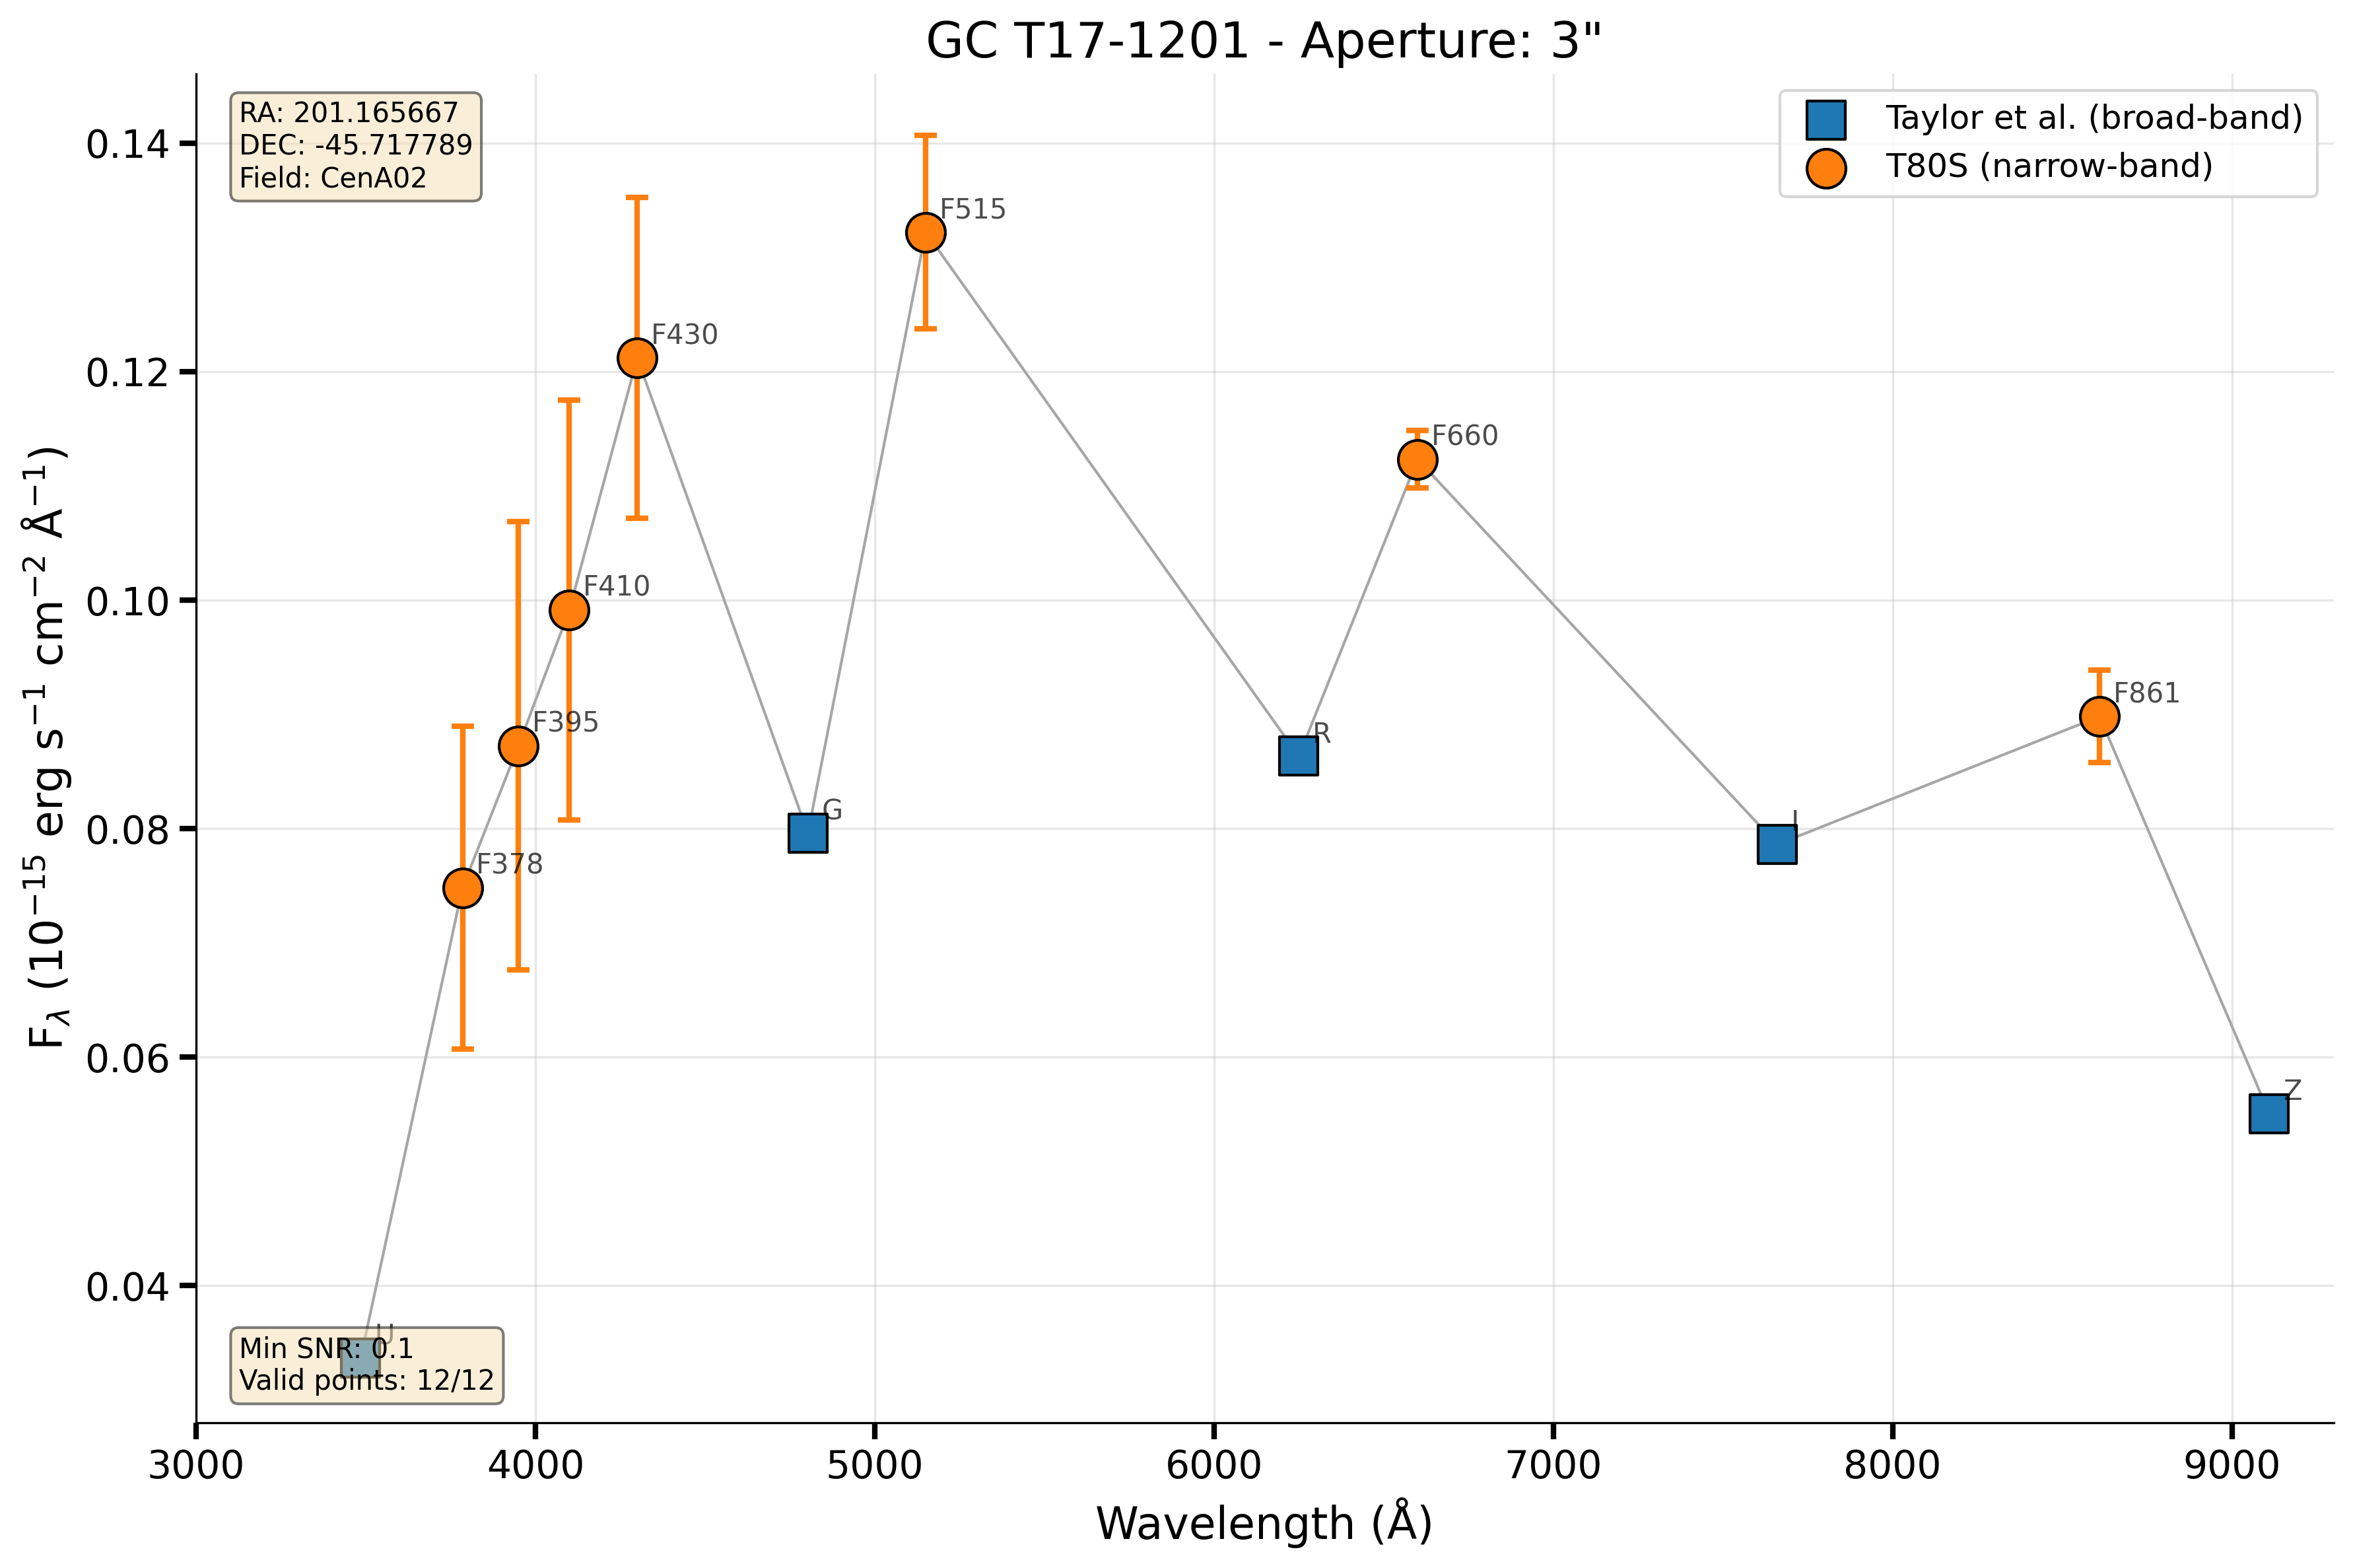 GC T17-1201 - Aperture: 3"
RA: 201.165667
DEC: -45.717789
Field: CenA02
Taylor et al. (broad-band)
T80S (narrow-band)
F515
F430
F660
F410
F395
F861
R
G
I
F378
Z
U
Min SNR: 0.1
Valid points: 12/12
0.14
0.12
0.10
0.08
0.06
0.04
F_λ (10⁻¹⁵ erg s⁻¹ cm⁻² Å⁻¹)
3000 4000 5000 6000 7000 8000 9000
Wavelength (Å)